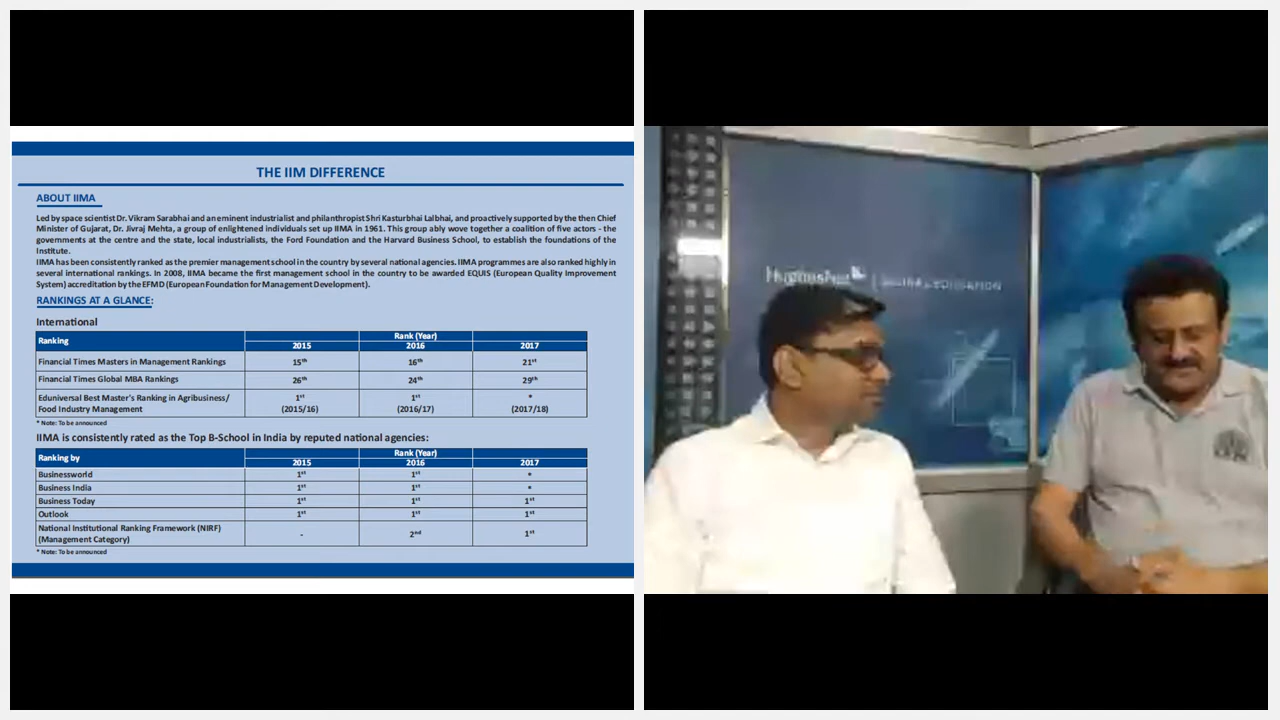 THE IIM DIFFERENCE
ABOUT IIMA
Led by space scientist Dr. Vikram Sarabhai and an eminent industrialist and philanthropist Shri Kasturbhai Lalbhai, and proactively supported by the then Chief
Minister of Gujarat, Dr. Jivraj Mehta, a group of enlightened individuals set up IIMA in 1961. This group ably wove together a coalition of five actors - the
governments at the centre and the state, local industrialists, the Ford Foundation and the Harvard Business School, to establish the foundations of the
Institute.
IIMA has been consistently ranked as the premier management school in the country by several national agencies. IIMA programmes are also ranked highly in
several international rankings. In 2008, IIMA became the first management school in the country to be awarded EQUIS (European Quality Improvement
System) accreditation by the EFMD (European Foundation for Management Development).
RANKINGS AT A GLANCE:
International
Ranking Rank (Year)
2015 2016 2017
Financial Times Masters in Management Rankings 15th 16th 21st
Financial Times Global MBA Rankings 26th 24th 29th
Eduniversal Best Master's Ranking in Agribusiness/ 1st 1st *
Food Industry Management (2015/16) (2016/17) (2017/18)
* Note: To be announced
IIMA is consistently rated as the Top B-School in India by reputed national agencies:
Ranking by Rank (Year)
2015 2016 2017
Businessworld 1st 1st *
Business India 1st 1st *
Business Today 1st 1st 1st
Outlook 1st 1st 1st
National Institutional Ranking Framework (NIRF)
(Management Category) - 2nd 1st
* Note: To be announced
HughesNet | EDUCATION